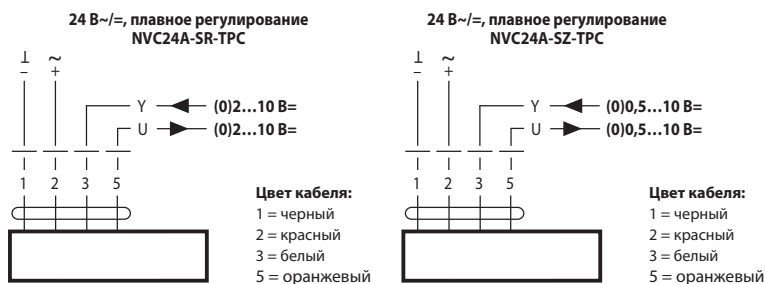 24 В~/=, плавное регулирование
NVC24A-SR-TPC
⊥ ~
– +
Y (0)2…10 В=
U (0)2…10 В=
1 2 3 5
Цвет кабеля:
1 = черный
2 = красный
3 = белый
5 = оранжевый
24 В~/=, плавное регулирование
NVC24A-SZ-TPC
⊥ ~
– +
Y (0)0,5…10 В=
U (0)0,5…10 В=
1 2 3 5
Цвет кабеля:
1 = черный
2 = красный
3 = белый
5 = оранжевый